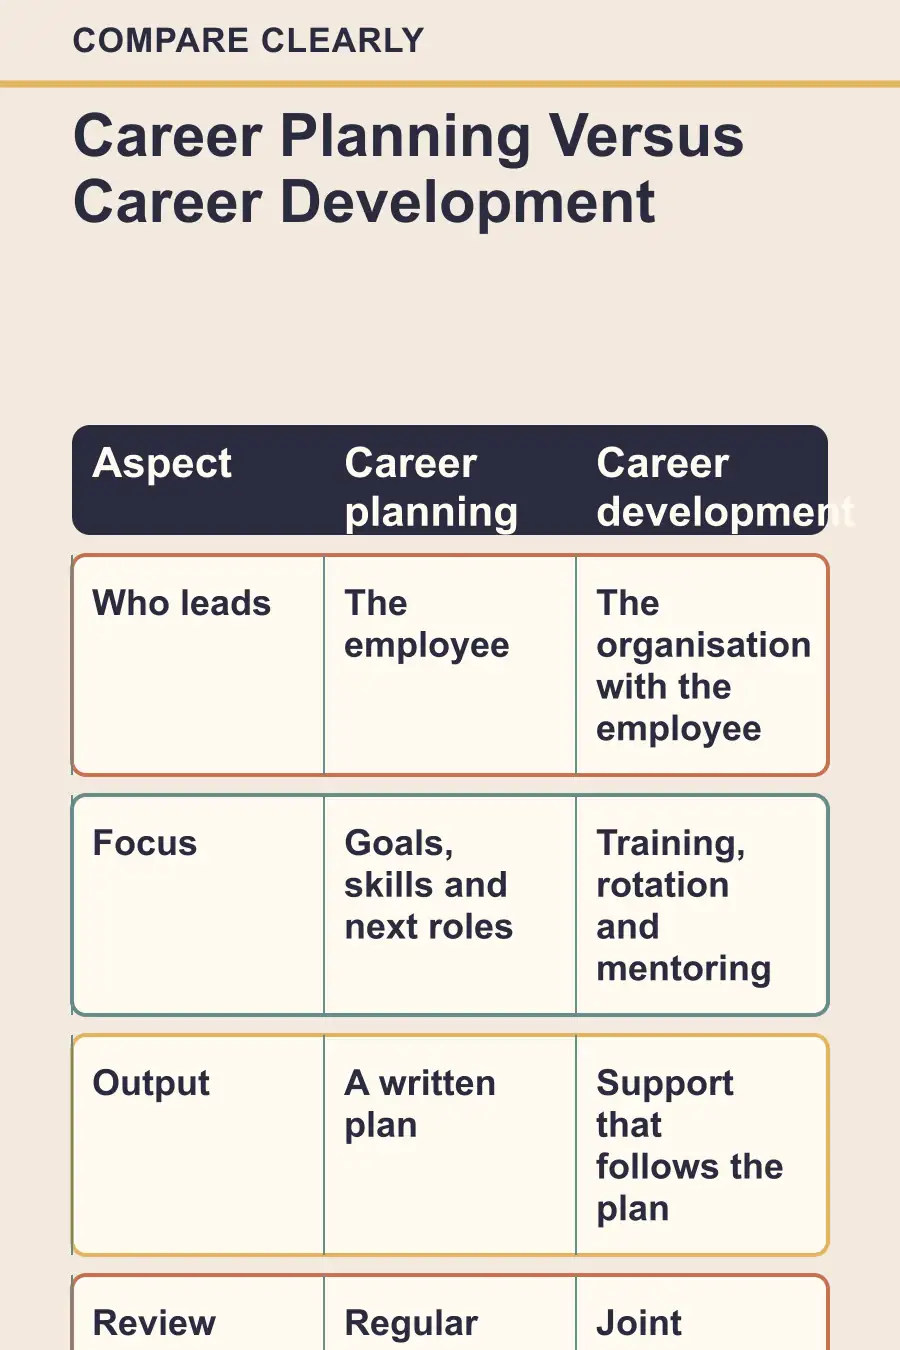 COMPARE CLEARLY
Career Planning Versus
Career Development
Aspect
Career
planning
Career
development
Who leads
The
employee
The
organisation
with the
employee
Focus
Goals,
skills and
next roles
Training,
rotation
and
mentoring
Output
A written
plan
Support
that
follows the
plan
Review
Regular
Joint